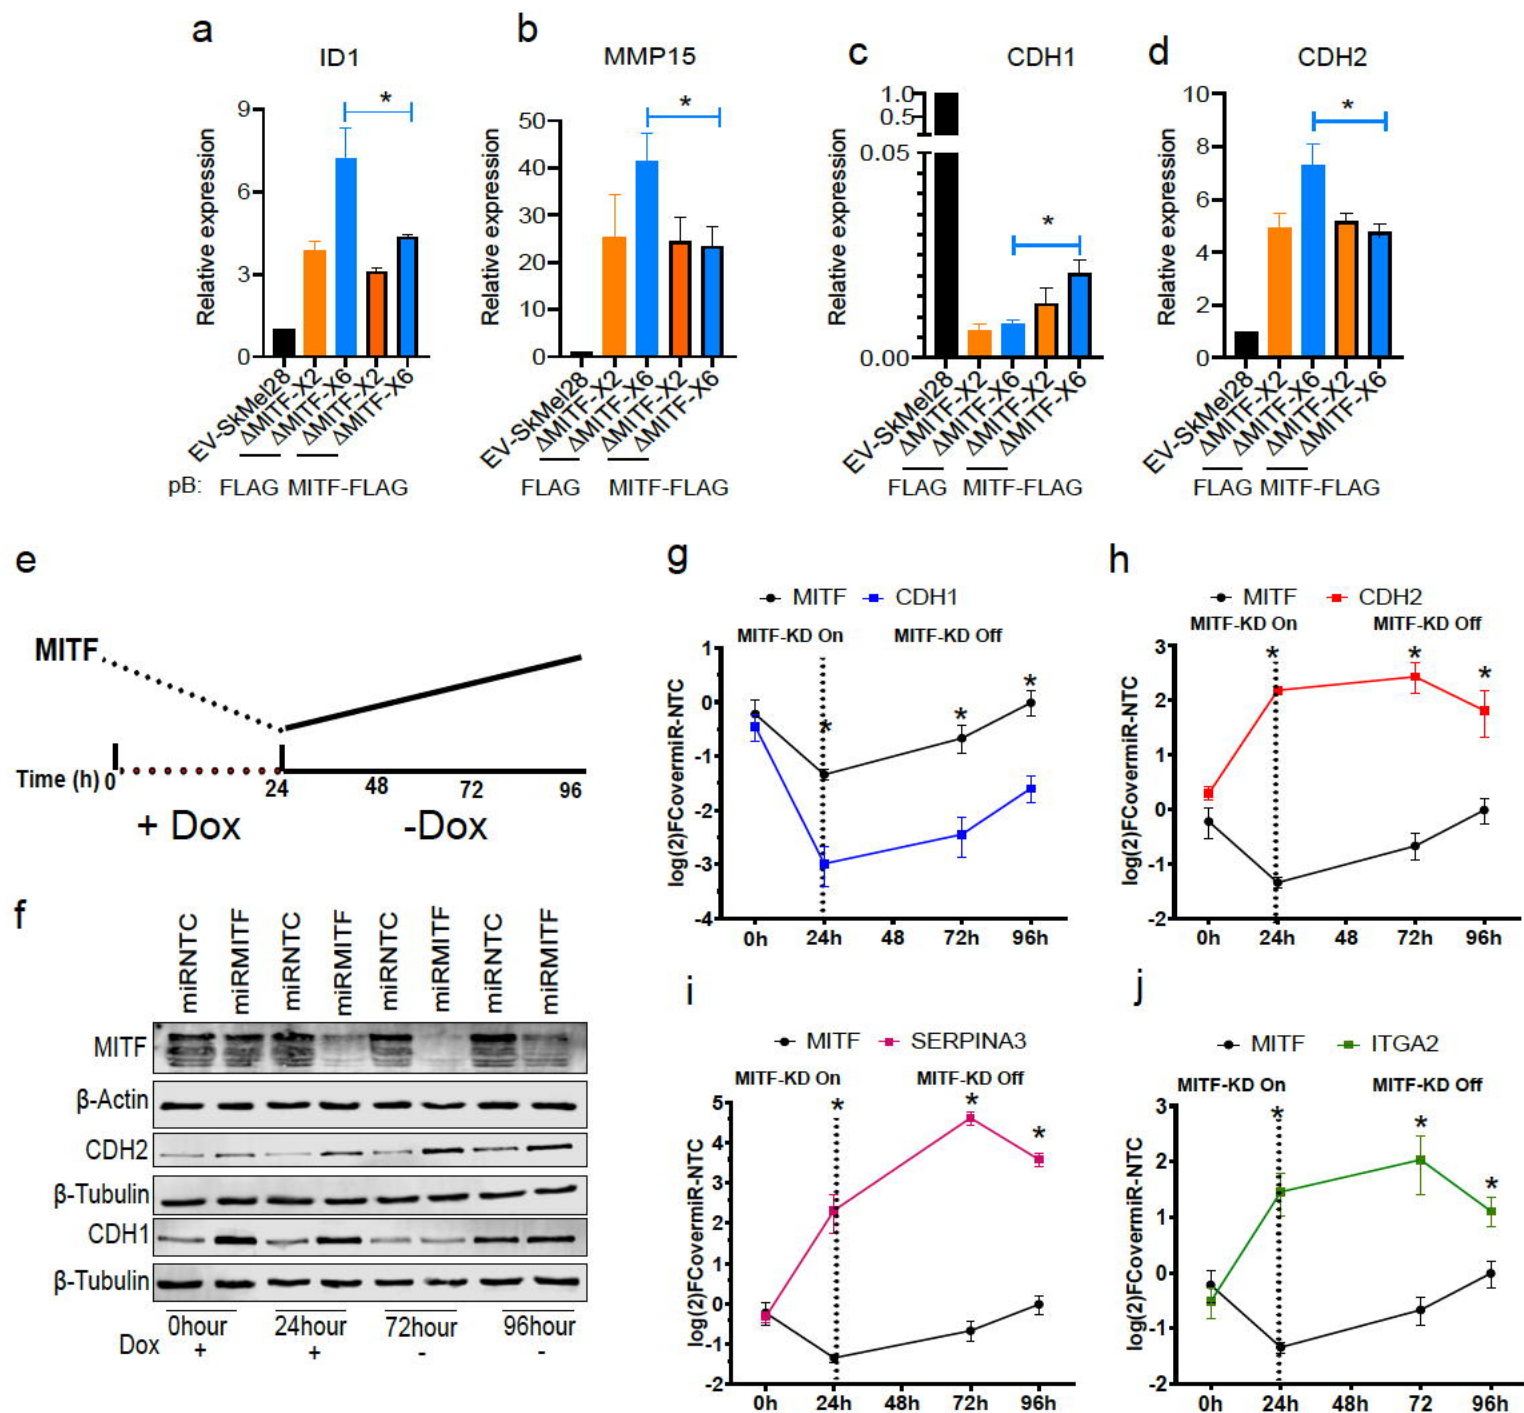 a
ID1
Relative expression
9
6
3
0
EV-SkMel28
ΔMITF-X2
ΔMITF-X6
ΔMITF-X2
ΔMITF-X6
*
pB: FLAG MITF-FLAG
b
MMP15
Relative expression
50
40
30
20
10
0
EV-SkMel28
ΔMITF-X2
ΔMITF-X6
ΔMITF-X2
ΔMITF-X6
*
FLAG MITF-FLAG
c
CDH1
Relative expression
1.0
0.5
0.05
0.00
EV-SkMel28
ΔMITF-X2
ΔMITF-X6
ΔMITF-X2
ΔMITF-X6
*
FLAG MITF-FLAG
d
CDH2
Relative expression
10
8
6
4
2
0
EV-SkMel28
ΔMITF-X2
ΔMITF-X6
ΔMITF-X2
ΔMITF-X6
*
FLAG MITF-FLAG
e
MITF
Time (h) 0 24 48 72 96
+ Dox -Dox
f
miRNTC
miRMITF
miRNTC
miRMITF
miRNTC
miRMITF
miRNTC
miRMITF
MITF
β-Actin
CDH2
β-Tubulin
CDH1
β-Tubulin
0hour 24hour 72hour 96hour
Dox + + - -
g
MITF CDH1
MITF-KD On MITF-KD Off
log(2)FCovermiR-NTC
1
0
-1
-2
-3
-4
* * *
0h 24h 48 72h 96h
h
MITF CDH2
MITF-KD On MITF-KD Off
log(2)FCovermiR-NTC
3
2
1
0
-1
-2
* * *
0h 24h 48 72h 96h
i
MITF SERPINA3
MITF-KD On MITF-KD Off
log(2)FCovermiR-NTC
5
4
3
2
1
0
-1
-2
* * *
0h 24h 48h 72h 96h
j
MITF ITGA2
MITF-KD On MITF-KD Off
log(2)FCovermiR-NTC
3
2
1
0
-1
-2
* * *
0h 24h 48h 72 96h